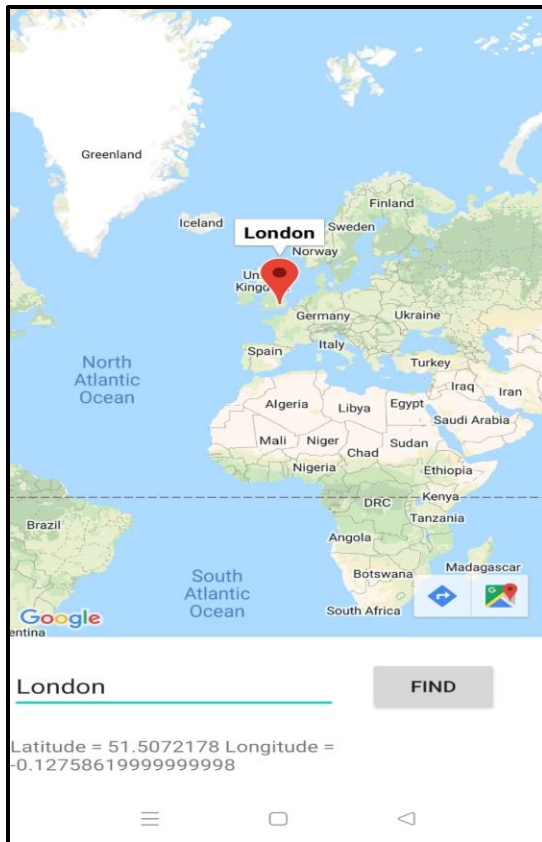 Greenland
Finland
Iceland
Sweden
London
Norway
Un
Kingd
Germany
Ukraine
Spain
Italy
Turkey
North
Atlantic
Ocean
Iraq
Iran
Algeria
Libya
Egypt
Saudi Arabia
Mali
Niger
Chad
Sudan
Nigeria
Ethiopia
DRC
Kenya
Brazil
Tanzania
Angola
South
Atlantic
Ocean
Botswana
Madagascar
South Africa
Google
entina
London
FIND
Latitude = 51.5072178 Longitude =
-0.12758619999999998